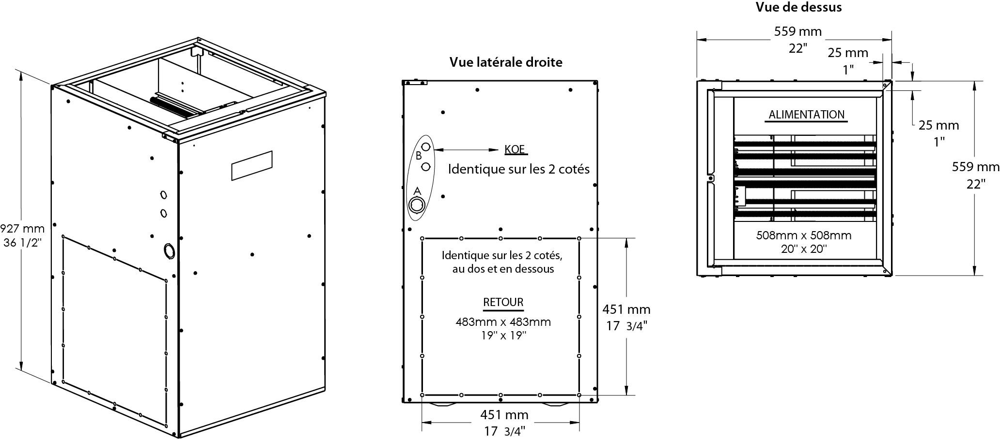 927 mm
36 1/2"
Vue latérale droite
B
KOE
Identique sur les 2 cotés
A
Identique sur les 2 cotés,
au dos et en dessous
RETOUR
483mm x 483mm
19" x 19"
451 mm
17 3/4"
451 mm
17 3/4"
Vue de dessus
559 mm
22"
25 mm
1"
ALIMENTATION
25 mm
1"
559 mm
22"
508mm x 508mm
20" x 20"